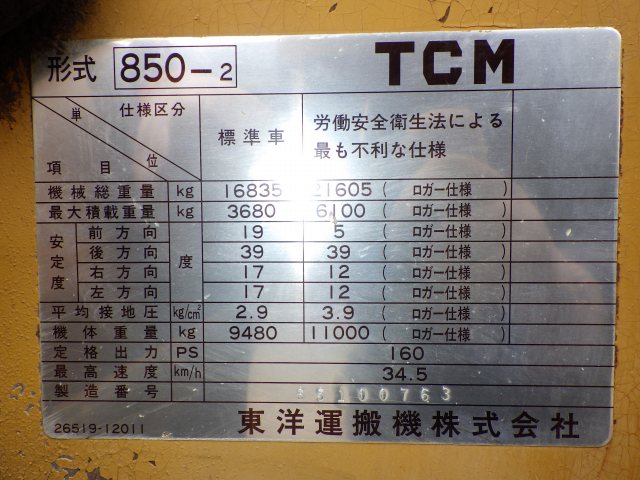 形式 850-2 TCM
単位 仕様区分 標準車 労働安全衛生法による
項目 最も不利な仕様
機械総重量 kg 16835 21605 ( ロガー仕様 )
最大積載重量 kg 3680 6100 ( ロガー仕様 )
安定度 前方向 度 19 5 ( ロガー仕様 )
後方向 39 39 ( ロガー仕様 )
右方向 17 12 ( ロガー仕様 )
左方向 17 12 ( ロガー仕様 )
平均接地圧 kg/cm² 2.9 3.9 ( ロガー仕様 )
機体重量 kg 9480 11000 ( ロガー仕様 )
定格出力 PS 160
最高速度 km/h 34.5
製造番号
26519-12011 東洋運搬機株式会社